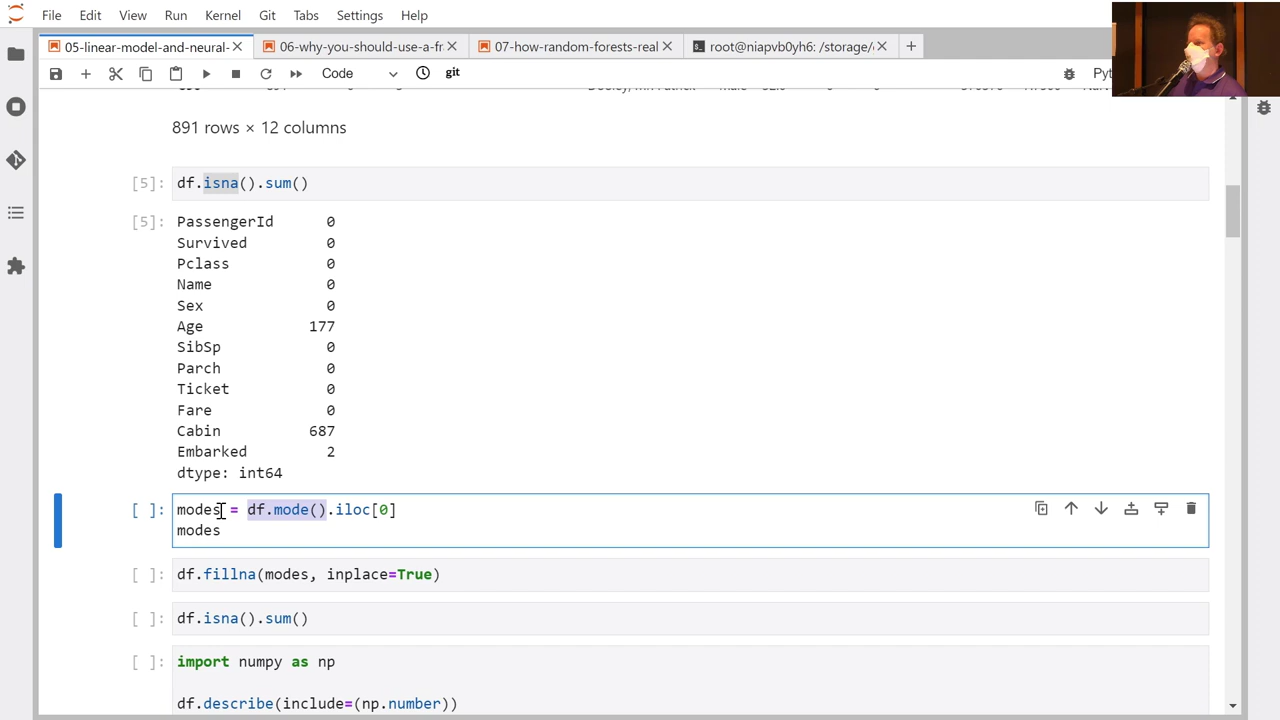 File Edit View Run Kernel Git Tabs Settings Help
05-linear-model-and-neural- 06-why-you-should-use-a-fr 07-how-random-forests-real root@niapvb0yh6: /storage/
Code git
891 rows × 12 columns
[5]: df.isna().sum()
[5]: PassengerId 0
Survived 0
Pclass 0
Name 0
Sex 0
Age 177
SibSp 0
Parch 0
Ticket 0
Fare 0
Cabin 687
Embarked 2
dtype: int64
[ ]: modes = df.mode().iloc[0]
modes
[ ]: df.fillna(modes, inplace=True)
[ ]: df.isna().sum()
[ ]: import numpy as np
df.describe(include=(np.number))